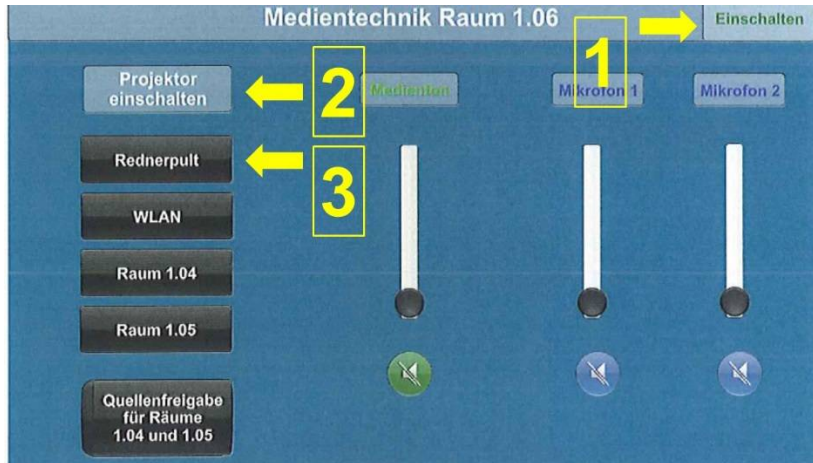 Medientechnik Raum 1.06
Einschalten
1
Projektor
einschalten
2
Medienton
Mikrofon 1
Mikrofon 2
Rednerpult
3
WLAN
Raum 1.04
Raum 1.05
Quellenfreigabe
für Räume
1.04 und 1.05